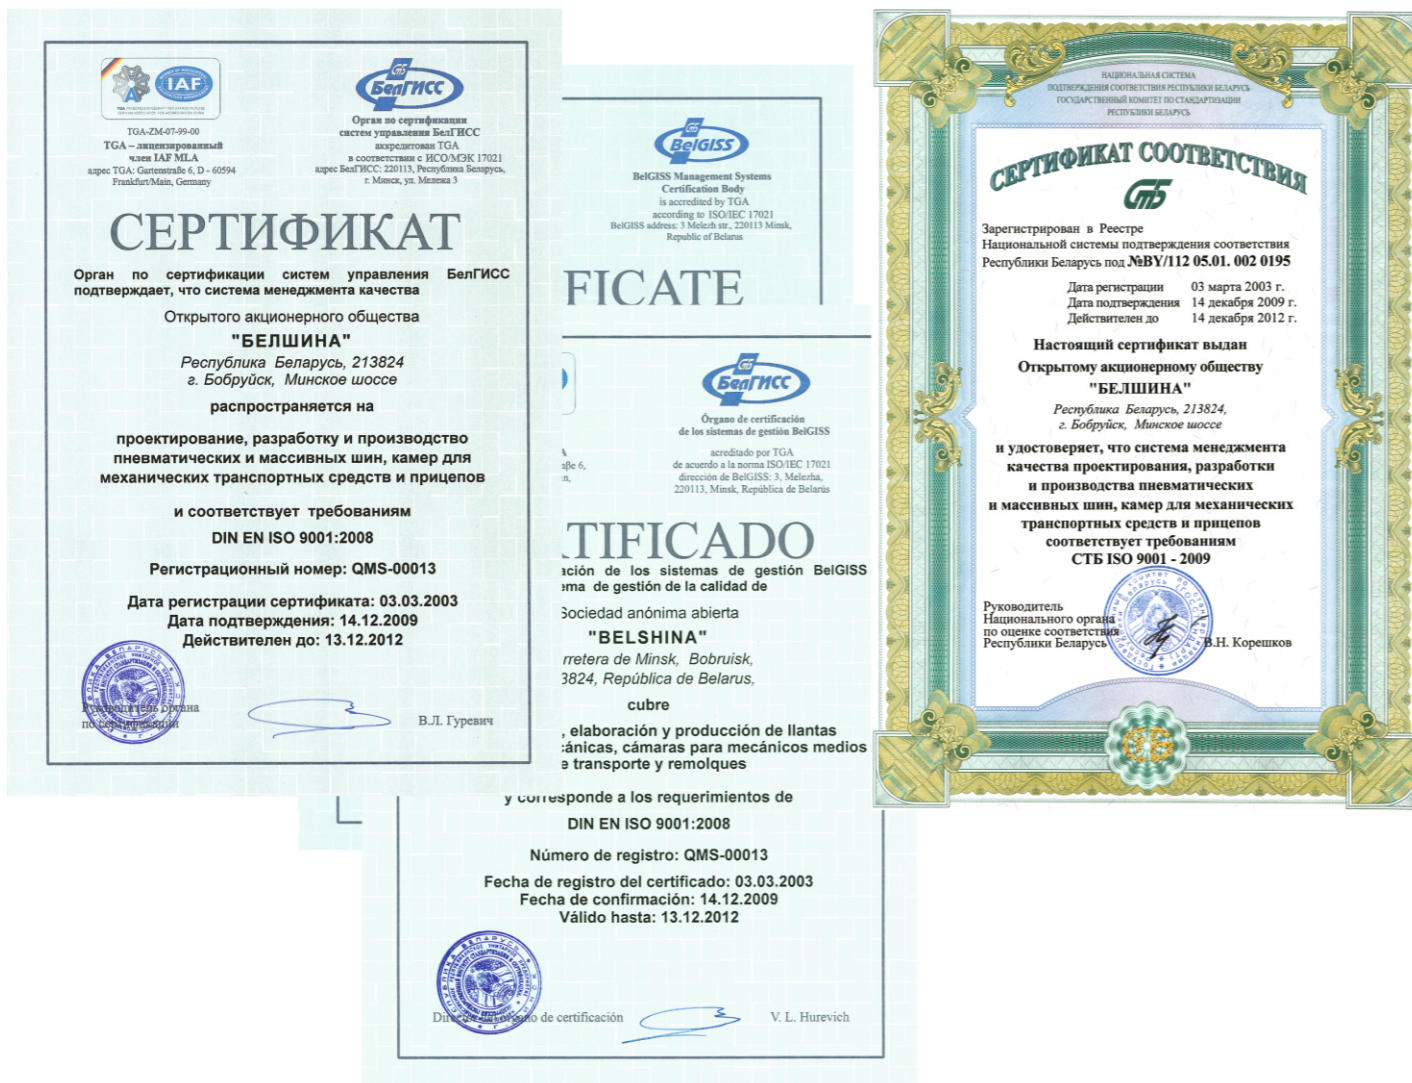 IAF
TGA-ZM-07-99-00
TGA – лицензированный
член IAF MLA
адрес TGA: Gartenstraße 6, D - 60594
Frankfurt/Main, Germany
БелГИСС
Орган по сертификации
систем управления БелГИСС
аккредитован TGA
в соответствии с ИСО/МЭК 17021
адрес БелГИСС: 220113, Республика Беларусь,
г. Минск, ул. Мележа 3
СЕРТИФИКАТ
Орган по сертификации систем управления БелГИСС
подтверждает, что система менеджмента качества
Открытого акционерного общества
"БЕЛШИНА"
Республика Беларусь, 213824
г. Бобруйск, Минское шоссе
распространяется на
проектирование, разработку и производство
пневматических и массивных шин, камер для
механических транспортных средств и прицепов
и соответствует требованиям
DIN EN ISO 9001:2008
Регистрационный номер: QMS-00013
Дата регистрации сертификата: 03.03.2003
Дата подтверждения: 14.12.2009
Действителен до: 13.12.2012
Руководитель органа
по сертификации
В.Л. Гуревич
BelGISS
BelGISS Management Systems
Certification Body
is accredited by TGA
according to ISO/IEC 17021
BelGISS address: 3 Melezh str., 220113 Minsk,
Republic of Belarus
FICATE
БелГИСС
Órgano de certificación
de los sistemas de gestión BelGISS
acreditado por TGA
de acuerdo a la norma ISO/IEC 17021
dirección de BelGISS: 3, Melezha,
220113, Minsk, República de Belarús
TIFICADO
ación de los sistemas de gestión BelGISS
ema de gestión de la calidad de
Sociedad anónima abierta
"BELSHINA"
rretera de Minsk, Bobruisk,
3824, República de Belarus,
cubre
, elaboración y producción de llantas
cánicas, cámaras para mecánicos medios
e transporte y remolques
y corresponde a los requerimientos de
DIN EN ISO 9001:2008
Número de registro: QMS-00013
Fecha de registro del certificado: 03.03.2003
Fecha de confirmación: 14.12.2009
Válido hasta: 13.12.2012
de certificación
V. L. Hurevich
НАЦИОНАЛЬНАЯ СИСТЕМА
ПОДТВЕРЖДЕНИЯ СООТВЕТСТВИЯ РЕСПУБЛИКИ БЕЛАРУСЬ
ГОСУДАРСТВЕННЫЙ КОМИТЕТ ПО СТАНДАРТИЗАЦИИ
РЕСПУБЛИКИ БЕЛАРУСЬ
СЕРТИФИКАТ СООТВЕТСТВИЯ
СТБ
Зарегистрирован в Реестре
Национальной системы подтверждения соответствия
Республики Беларусь под №BY/112 05.01. 002 0195
Дата регистрации 03 марта 2003 г.
Дата подтверждения 14 декабря 2009 г.
Действителен до 14 декабря 2012 г.
Настоящий сертификат выдан
Открытому акционерному обществу
"БЕЛШИНА"
Республика Беларусь, 213824,
г. Бобруйск, Минское шоссе
и удостоверяет, что система менеджмента
качества проектирования, разработки
и производства пневматических
и массивных шин, камер для механических
транспортных средств и прицепов
соответствует требованиям
СТБ ISO 9001 - 2009
Руководитель
Национального органа
по оценке соответствия
Республики Беларусь
В.Н. Корешков